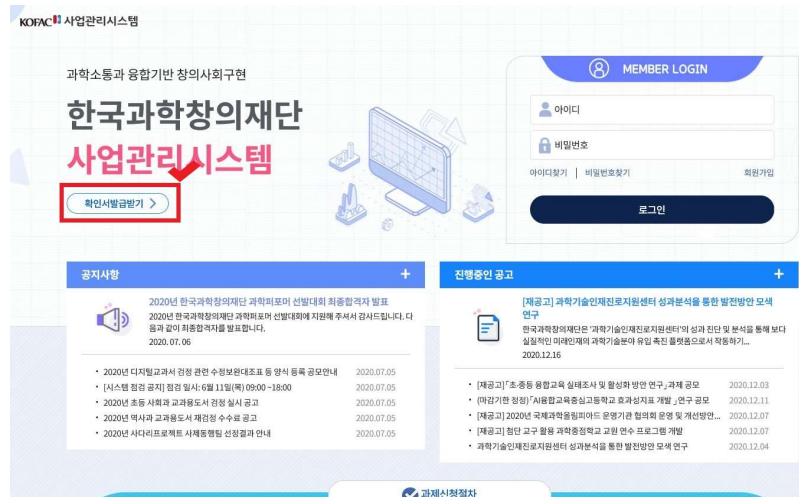 KOFAC 사업관리시스템
과학소통과 융합기반 창의사회구현
한국과학창의재단
사업관리시스템
확인서발급받기 >
MEMBER LOGIN
아이디
비밀번호
아이디찾기 | 비밀번호찾기 회원가입
로그인
공지사항 +
2020년 한국과학창의재단 과학퍼포머 선발대회 최종합격자 발표
2020년 한국과학창의재단 과학퍼포머 선발대회에 지원해 주셔서 감사드립니다. 다
음과 같이 최종합격자를 발표합니다.
2020. 07. 06
• 2020년 디지털교과서 검정 관련 수정보완대조표 등 양식 등록 공모안내 2020.07.05
• [시스템 점검 공지] 점검 일시: 6월 11일(목) 09:00 ~18:00 2020.07.05
• 2020년 초등 사회과 교과용도서 검정 실시 공고 2020.07.05
• 2020년 역사과 교과용도서 재검정 수수료 공고 2020.07.05
• 2020년 사다리프로젝트 사제동행팀 선정결과 안내 2020.07.05
진행중인 공고 +
[재공고] 과학기술인재진로지원센터 성과분석을 통한 발전방안 모색
연구
한국과학창의재단은 '과학기술인재진로지원센터'의 성과 진단 및 분석을 통해 보다
실질적인 미래인재의 과학기술분야 유입 촉진 플랫폼으로서 작동하기...
2020.12.16
• [재공고]「초·중등 융합교육 실태조사 및 활성화 방안 연구」과제 공모 2020.12.03
• (마감기한 정정)「AI융합교육중심고등학교 효과성지표 개발 」연구 공모 2020.12.11
• [재공고] 2020년 국제과학올림피아드 운영기관 협의회 운영 및 개선방안... 2020.12.07
• [재공고] 첨단 교구 활용 과학중점학교 교원 연수 프로그램 개발 2020.12.07
• 과학기술인재진로지원센터 성과분석을 통한 발전방안 모색 연구 2020.12.04
과제신청절차